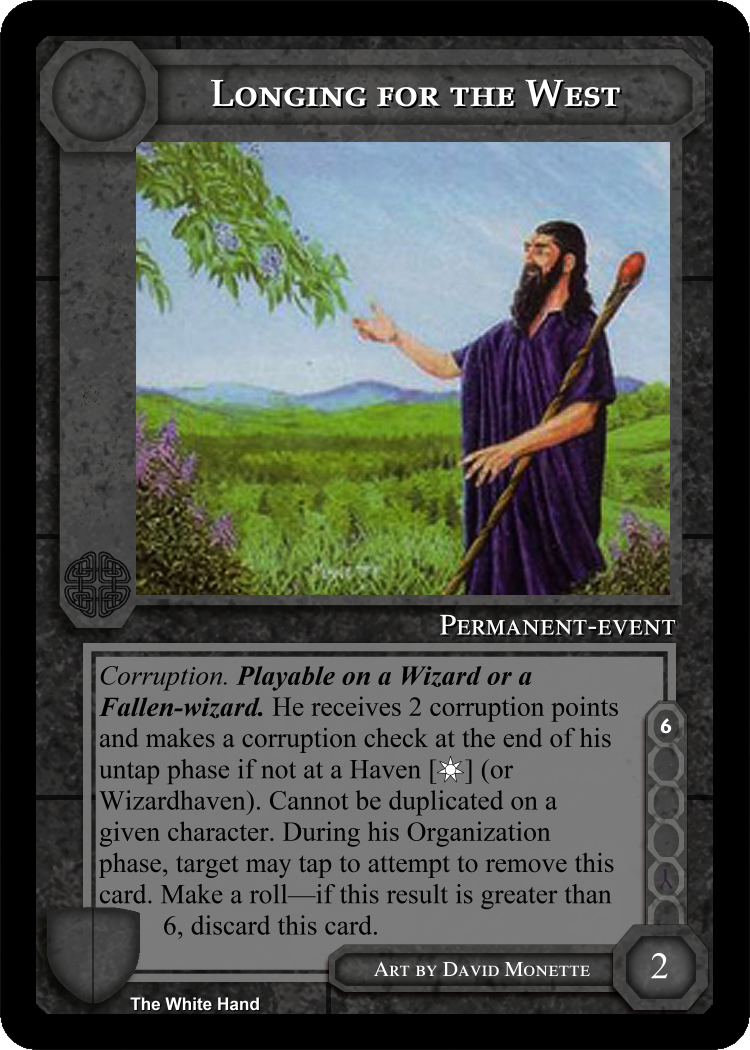 Longing for the West
Permanent-event
Corruption. Playable on a Wizard or a
Fallen-wizard. He receives 2 corruption points
and makes a corruption check at the end of his
untap phase if not at a Haven [☀] (or
Wizardhaven). Cannot be duplicated on a
given character. During his Organization
phase, target may tap to attempt to remove this
card. Make a roll—if this result is greater than
6, discard this card.
6
Art by David Monette
2
The White Hand